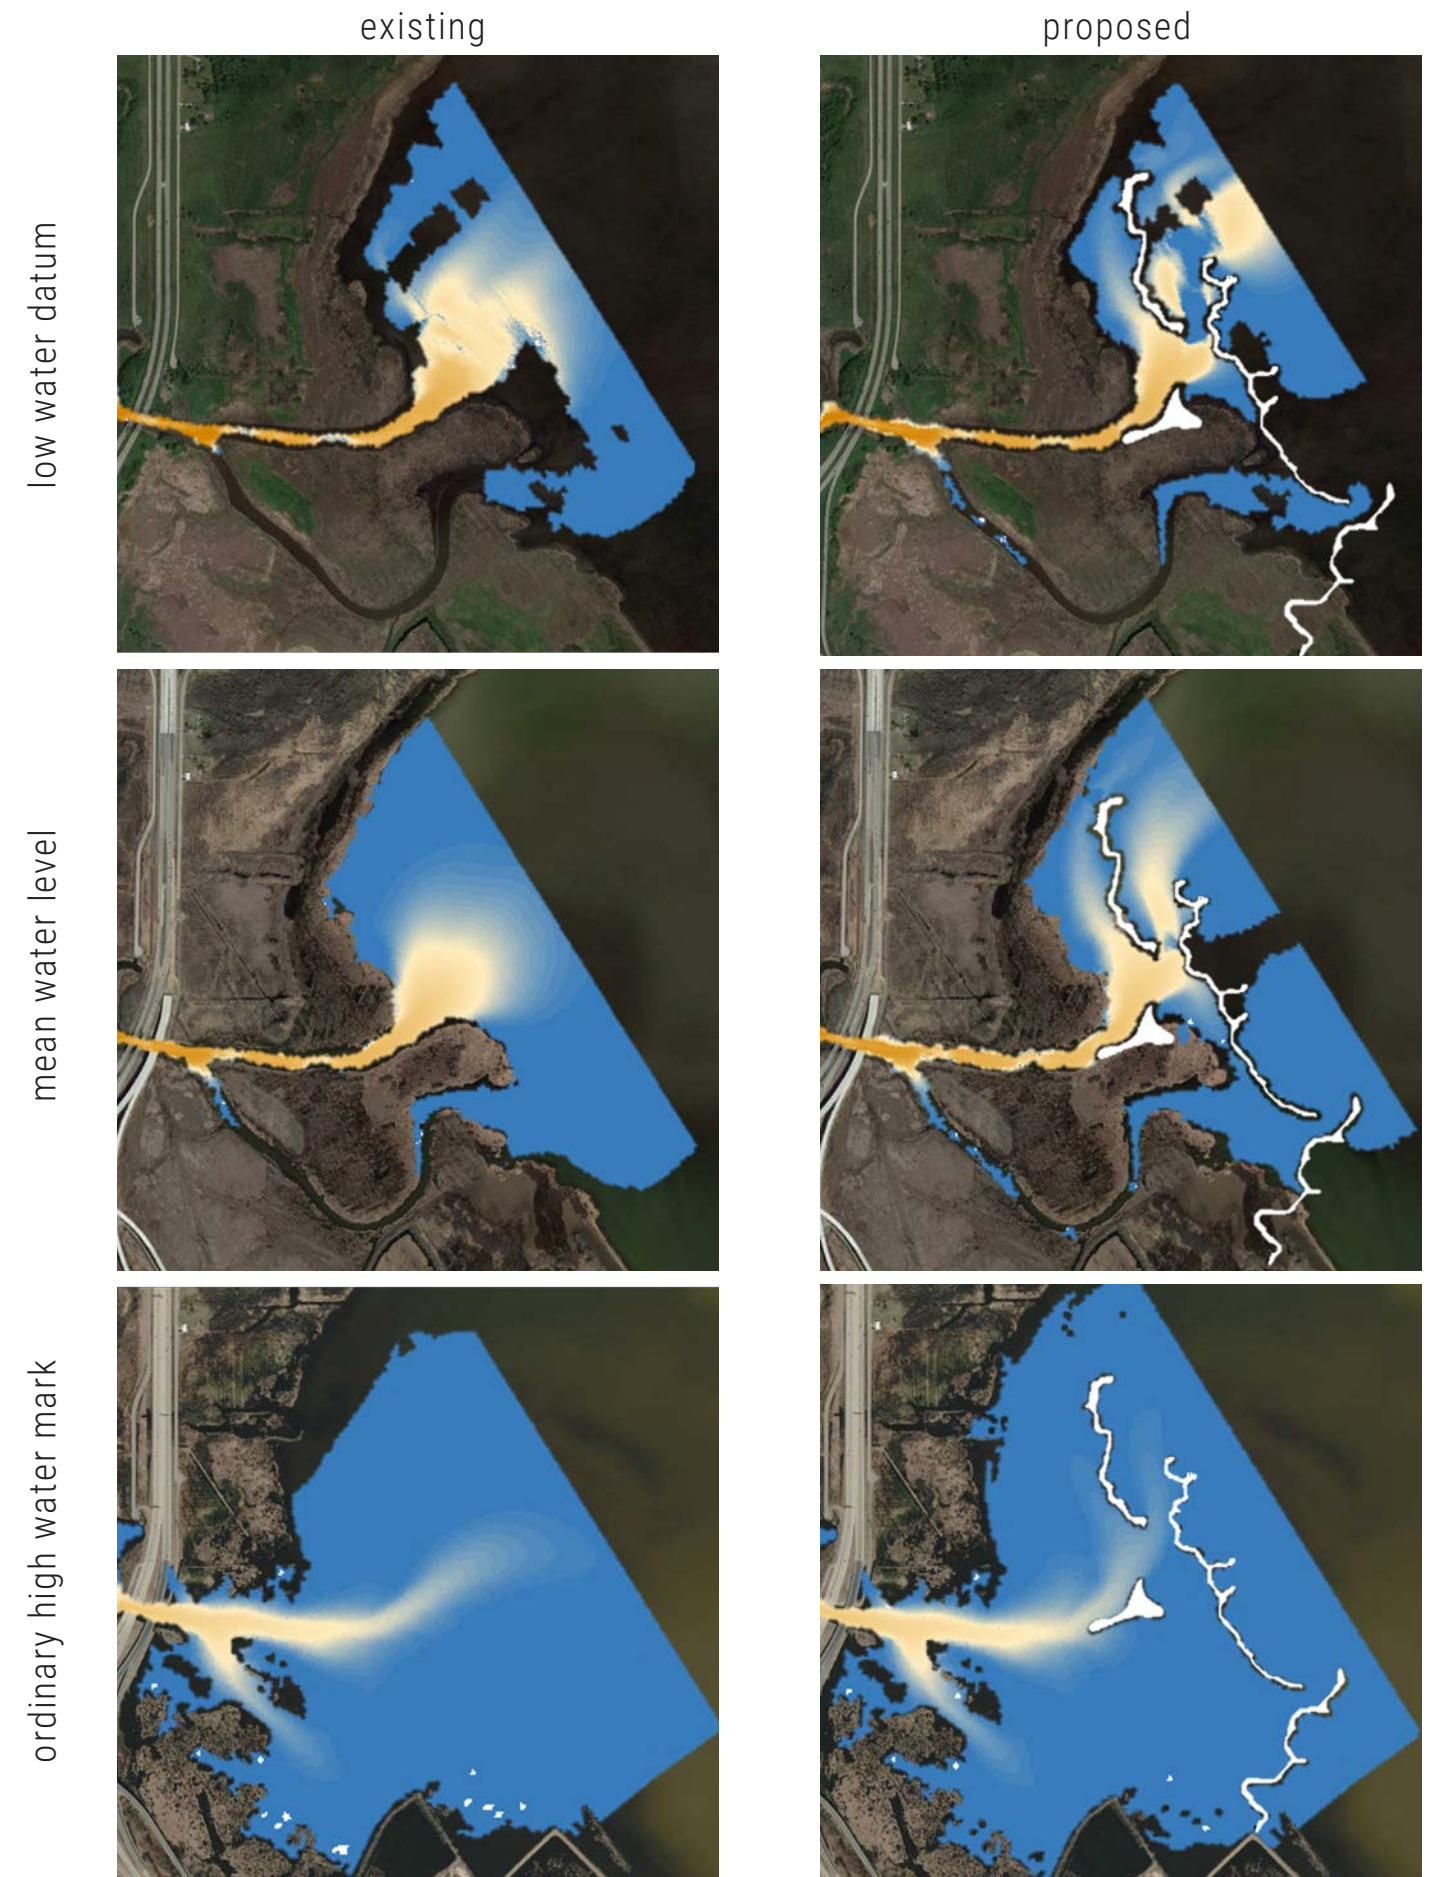 existing
proposed
low water datum
mean water level
ordinary high water mark